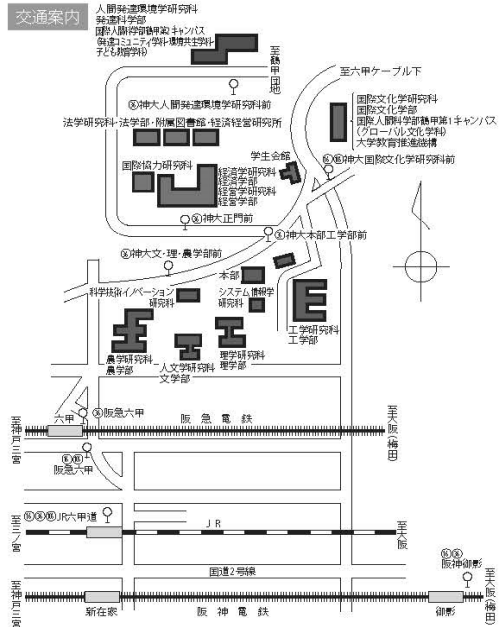 交通案内
人間発達環境学研究科
発達科学部
国際人間科学部鶴甲第2キャンパス
(発達コミュニティ学科・環境共生学科・
子ども教育学科)
至鶴甲団地
至六甲ケーブル下
㊱神大人間発達環境学研究科前
国際文化学研究科
国際文化学部
国際人間科学部鶴甲第1キャンパス
(グローバル文化学科)
大学教育推進機構
法学研究科・法学部・附属図書館・経済経営研究所
学生会館
⑯106神大国際文化学研究科前
国際協力研究科
経済学研究科
経済学部
経営学研究科
経営学部
㊱神大正門前
㊱神大本部工学部前
㊱神大文・理・農学部前
本部
科学技術イノベーション
研究科
システム情報学
研究科
工学研究科
工学部
農学研究科
農学部
人文学研究科
文学部
理学研究科
理学部
六甲
㊱阪急六甲
至神戸三宮
阪急電鉄
至大阪(梅田)
⑯106
阪急六甲
⑯㊱106JR六甲道
至三ノ宮
JR
至大阪
国道2号線
⑯㊱
阪神御影
至神戸三宮
新在家
阪神電鉄
御影
至大阪(梅田)